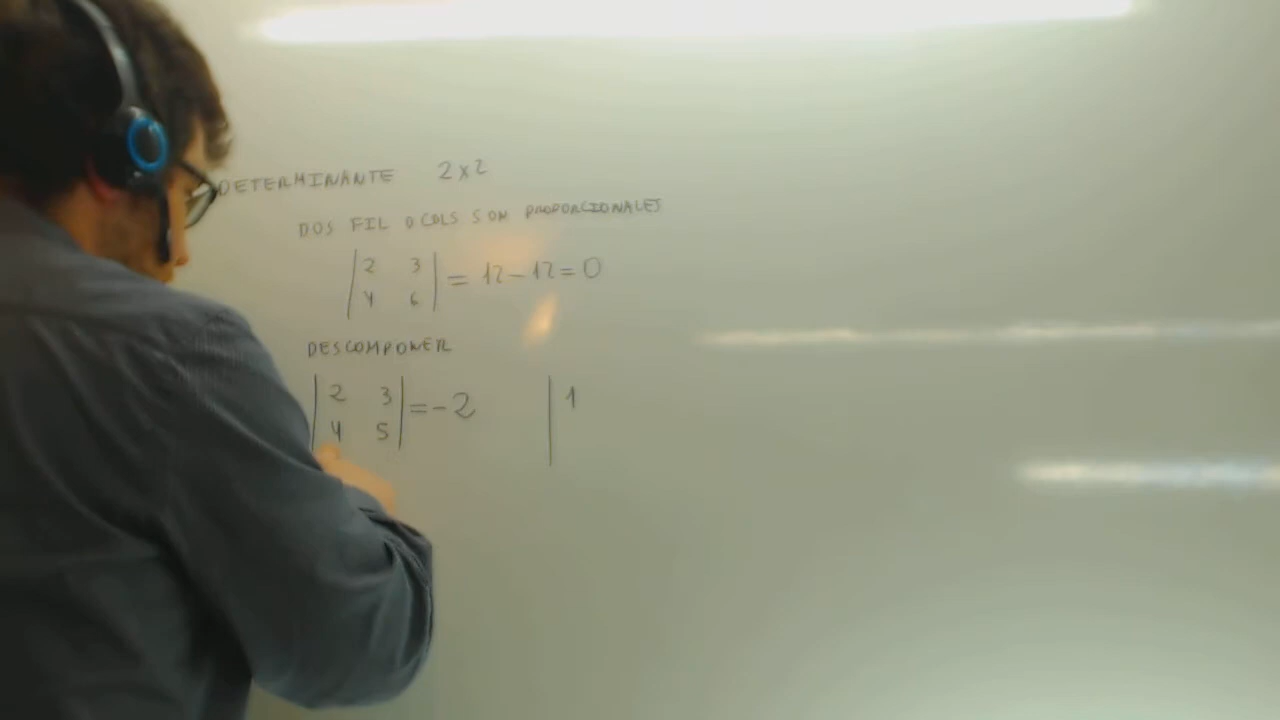 DETERMINANTE 2x2
DOS FIL O COLS SON PROPORCIONALES
|2 3| = 12 - 12 = 0
|4 6|
DESCOMPONER
|2 3| = -2 |1
|4 5|